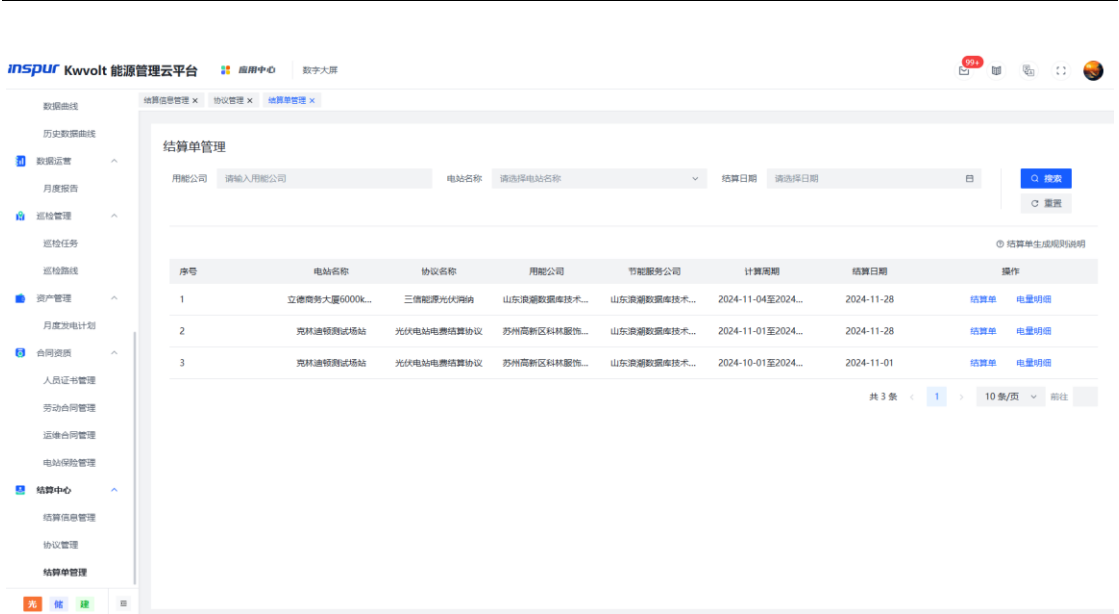 inspur Kwvolt 能源管理云平台 应用中心 数字大屏 99+
数据曲线
历史数据曲线
数据运营
月度报告
巡检管理
巡检任务
巡检路线
资产管理
月度发电计划
合同资质
人员证书管理
劳动合同管理
运维合同管理
电站保险管理
结算中心
结算信息管理
协议管理
结算单管理
光 储 建
结算信息管理 × 协议管理 × 结算单管理 ×
结算单管理
用能公司 请输入用能公司 电站名称 请选择电站名称 结算日期 请选择日期 搜索
重置
结算单生成规则说明
序号 电站名称 协议名称 用能公司 节能服务公司 计算周期 结算日期 操作
1 立德商务大厦6000k... 三信能源光伏消纳 山东浪潮数据库技术... 山东浪潮数据库技术... 2024-11-04至2024... 2024-11-28 结算单 电量明细
2 克林迪顿测试场站 光伏电站电费结算协议 苏州高新区科林服饰... 山东浪潮数据库技术... 2024-11-01至2024... 2024-11-28 结算单 电量明细
3 克林迪顿测试场站 光伏电站电费结算协议 苏州高新区科林服饰... 山东浪潮数据库技术... 2024-10-01至2024... 2024-11-01 结算单 电量明细
共 3 条 < 1 > 10 条/页 前往